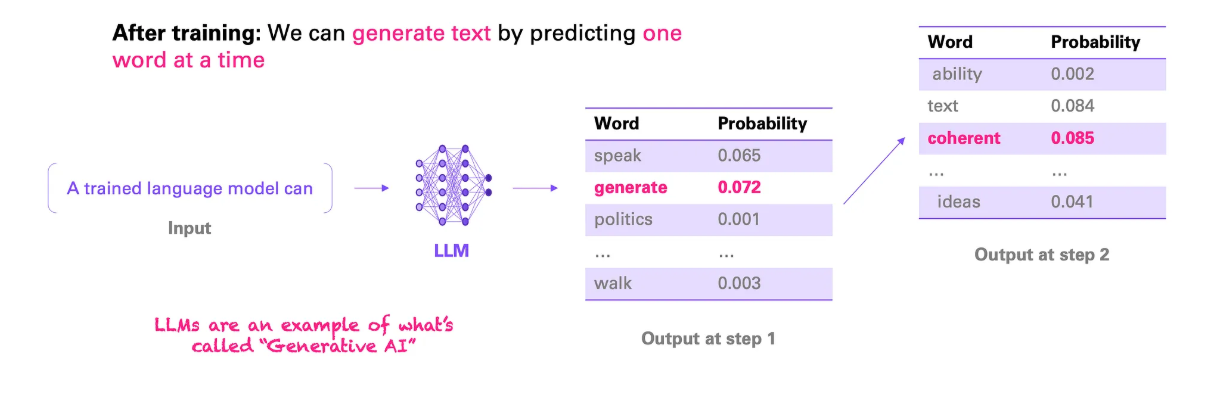 After training: We can generate text by predicting one
word at a time
A trained language model can
Input
LLM
LLMs are an example of what's
called "Generative AI"
Word Probability
speak 0.065
generate 0.072
politics 0.001
... ...
walk 0.003
Output at step 1
Word Probability
ability 0.002
text 0.084
coherent 0.085
... ...
ideas 0.041
Output at step 2